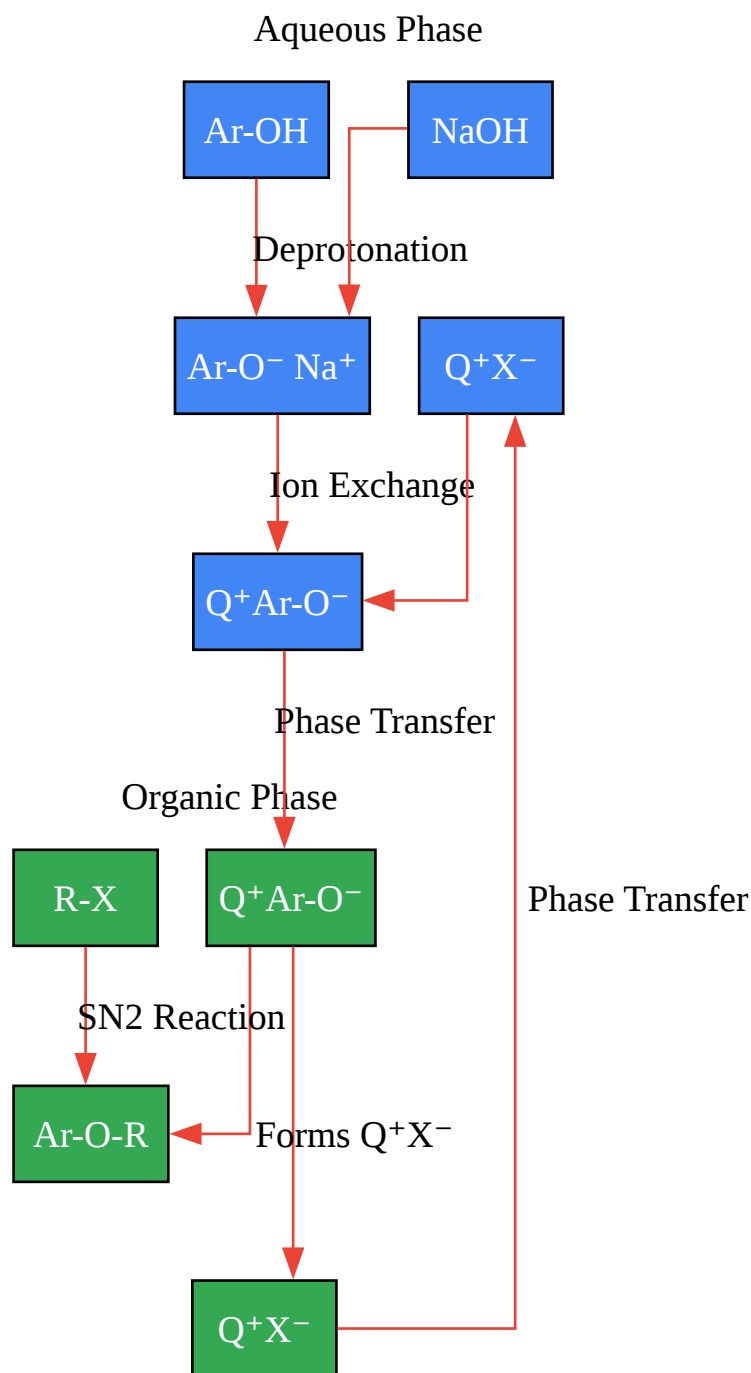 Aqueous Phase
Ar-OH
NaOH
Deprotonation
Ar-O⁻ Na⁺
Q⁺X⁻
Ion Exchange
Q⁺Ar-O⁻
Phase Transfer
Organic Phase
R-X
Q⁺Ar-O⁻
Phase Transfer
SN2 Reaction
Ar-O-R
Forms Q⁺X⁻
Q⁺X⁻